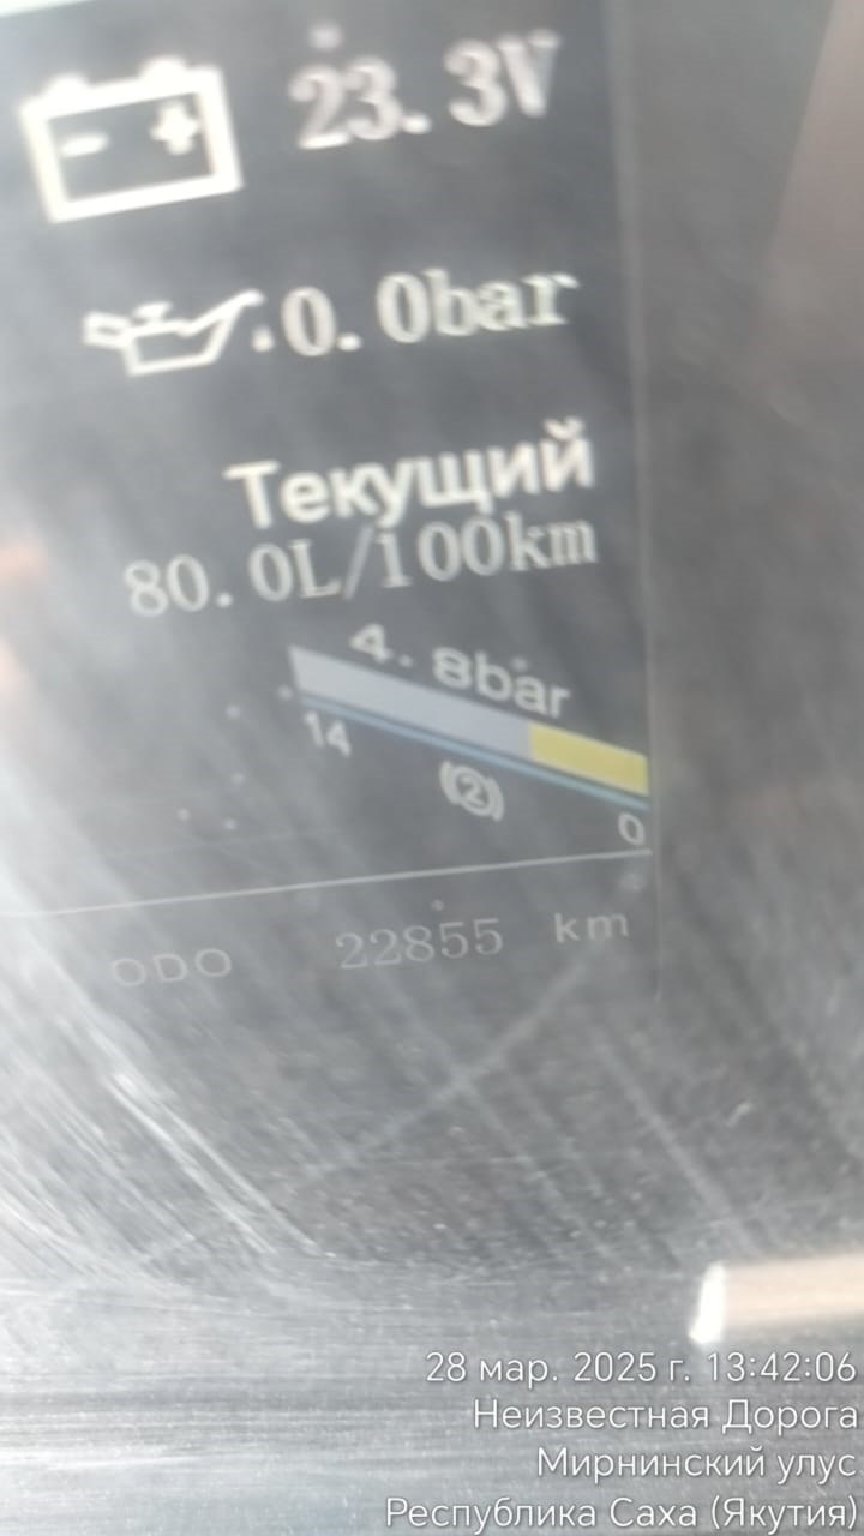 23.3V
0.0bar
Текущий
80.0L/100km
4.8bar
14
(2)
0
ODO 22855 km
28 мар. 2025 г. 13:42:06
Неизвестная Дорога
Мирнинский улус
Республика Саха (Якутия)